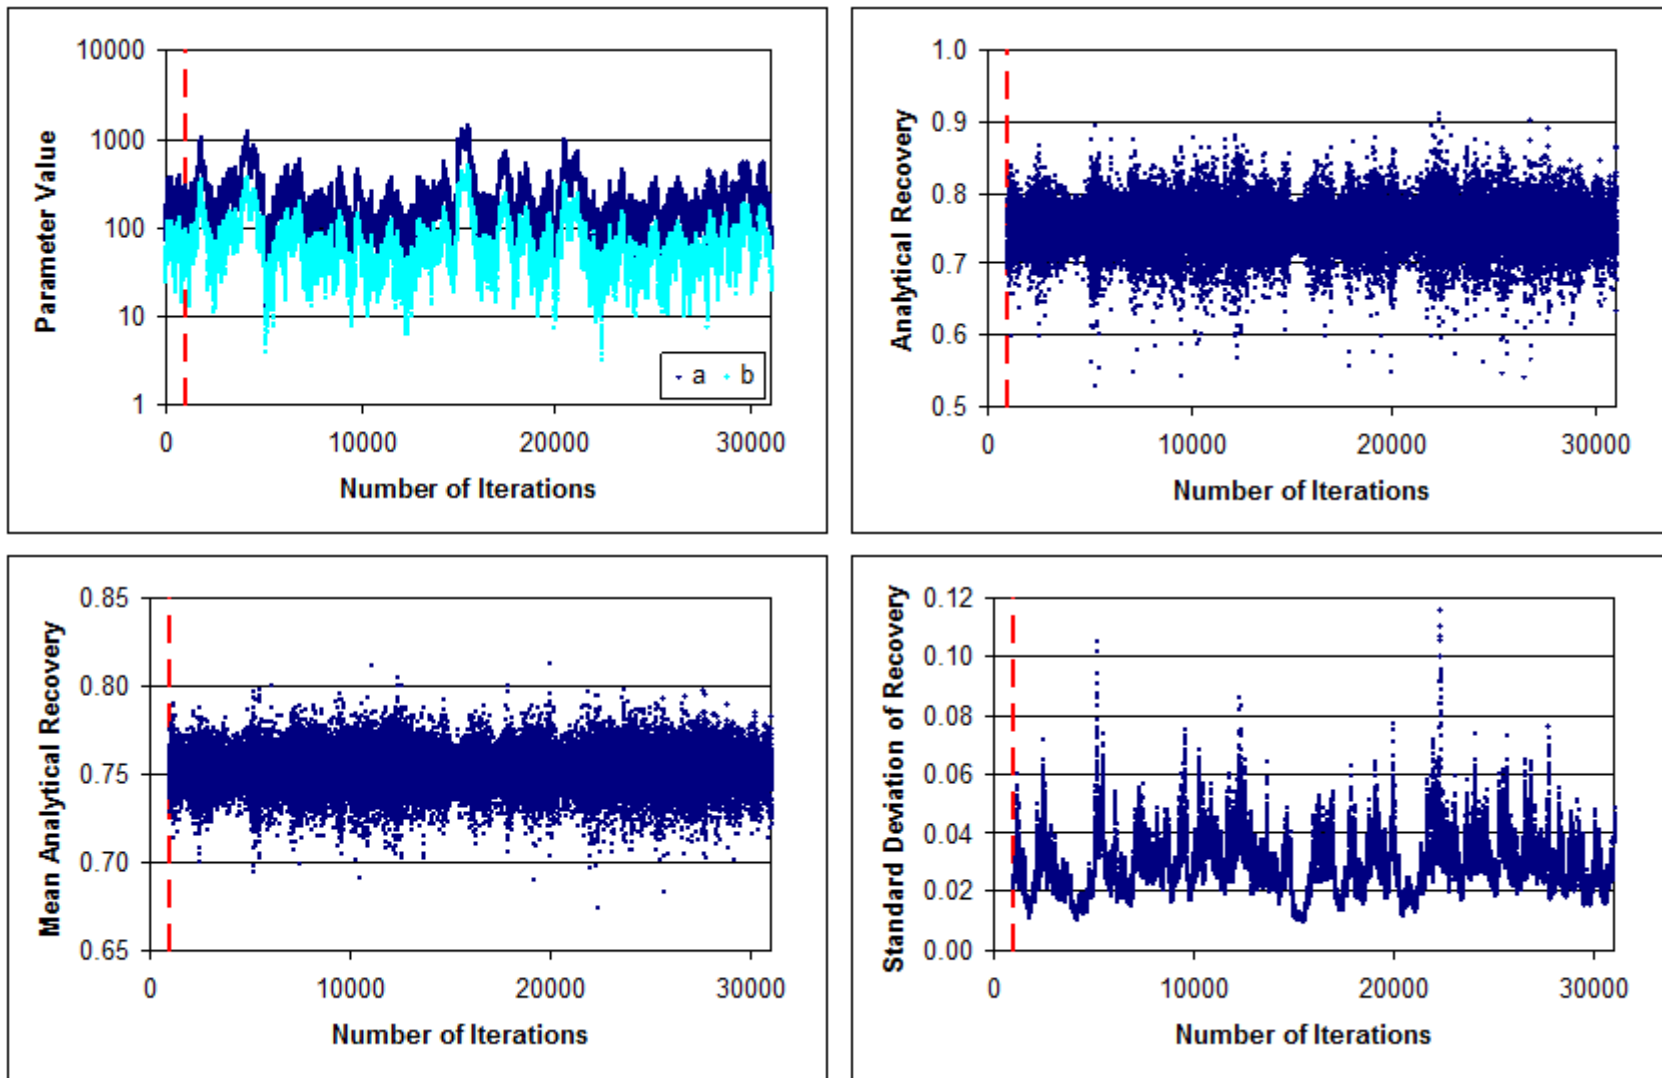 Parameter Value
10000
1000
100
10
1
a b
0 10000 20000 30000
Number of Iterations
Analytical Recovery
1.0
0.9
0.8
0.7
0.6
0.5
0 10000 20000 30000
Number of Iterations
Mean Analytical Recovery
0.85
0.80
0.75
0.70
0.65
0 10000 20000 30000
Number of Iterations
Standard Deviation of Recovery
0.12
0.10
0.08
0.06
0.04
0.02
0.00
0 10000 20000 30000
Number of Iterations